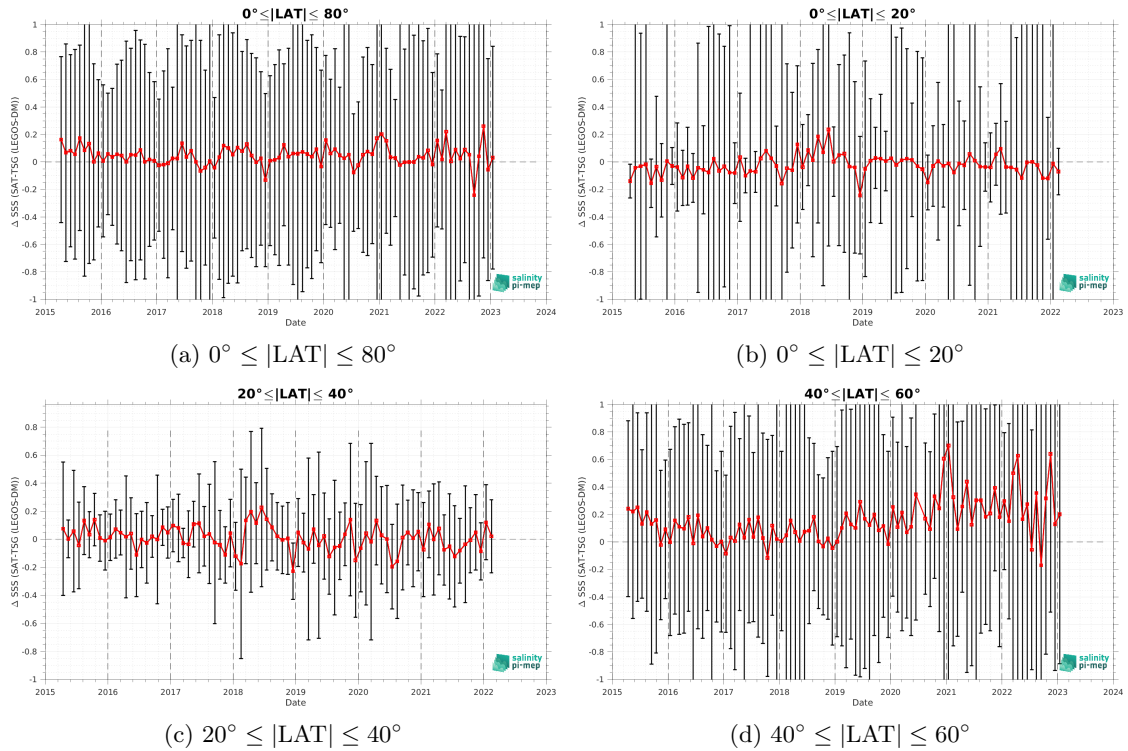 0°≤|LAT|≤ 80°
Δ SSS (SAT-TSG (LEGOS-DM))
1
0.8
0.6
0.4
0.2
0
-0.2
-0.4
-0.6
-0.8
-1
2015 2016 2017 2018 2019 2020 2021 2022 2023 2024
Date
salinity
pi-mep
(a) 0° ≤ |LAT| ≤ 80°
0°≤|LAT|≤ 20°
Δ SSS (SAT-TSG (LEGOS-DM))
1
0.8
0.6
0.4
0.2
0
-0.2
-0.4
-0.6
-0.8
-1
2015 2016 2017 2018 2019 2020 2021 2022 2023
Date
salinity
pi-mep
(b) 0° ≤ |LAT| ≤ 20°
20°≤|LAT|≤ 40°
Δ SSS (SAT-TSG (LEGOS-DM))
0.8
0.6
0.4
0.2
0
-0.2
-0.4
-0.6
-0.8
-1
2015 2016 2017 2018 2019 2020 2021 2022 2023
Date
salinity
pi-mep
(c) 20° ≤ |LAT| ≤ 40°
40°≤|LAT|≤ 60°
Δ SSS (SAT-TSG (LEGOS-DM))
1
0.8
0.6
0.4
0.2
0
-0.2
-0.4
-0.6
-0.8
-1
2015 2016 2017 2018 2019 2020 2021 2022 2023 2024
Date
salinity
pi-mep
(d) 40° ≤ |LAT| ≤ 60°